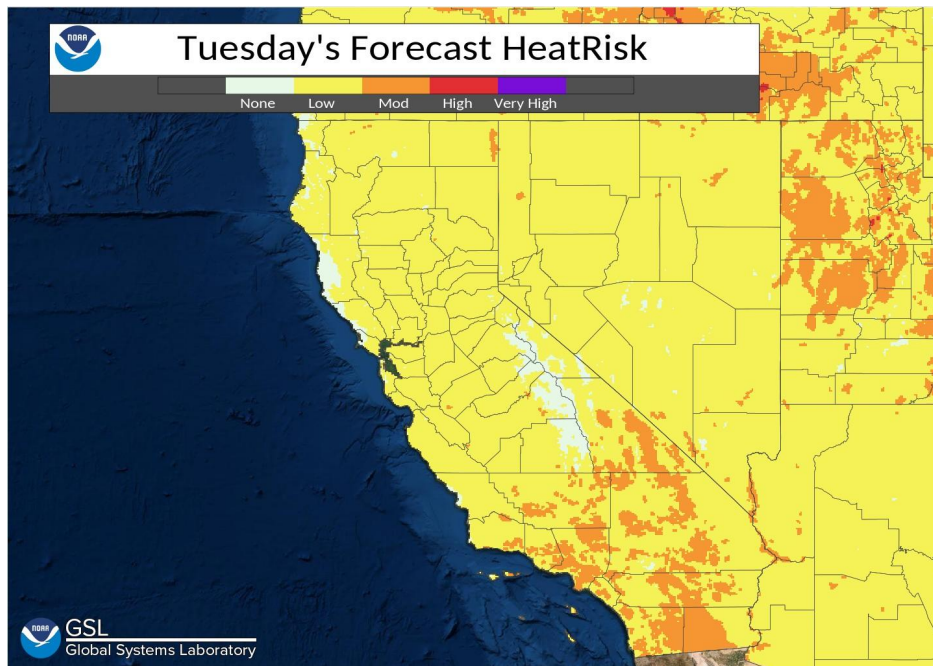 NOAA
Tuesday's Forecast HeatRisk
None Low Mod High Very High
NOAA
GSL
Global Systems Laboratory